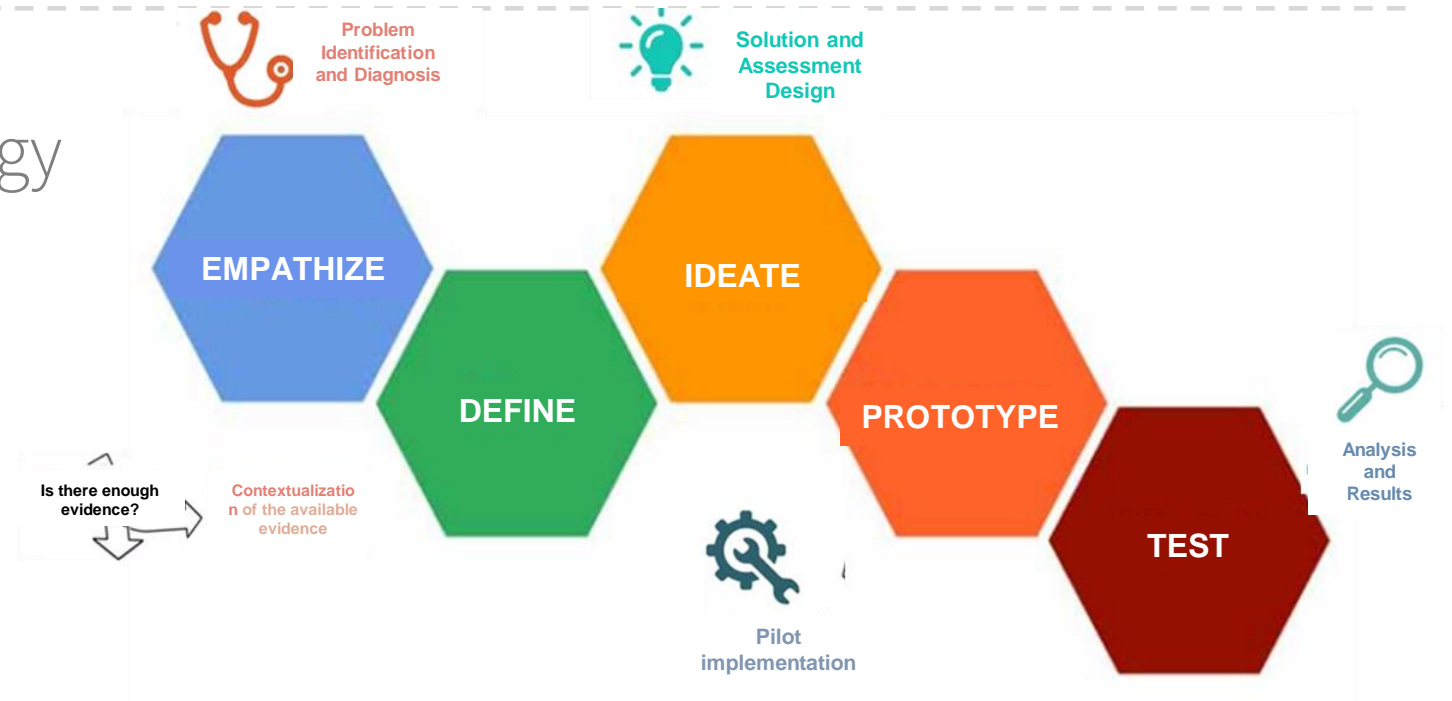 Problem
Identification
and Diagnosis
Solution and
Assessment
Design
gy
EMPATHIZE
IDEATE
DEFINE
PROTOTYPE
Analysis
and
Results
Is there enough
evidence?
Contextualizatio
n of the available
evidence
TEST
Pilot
implementation